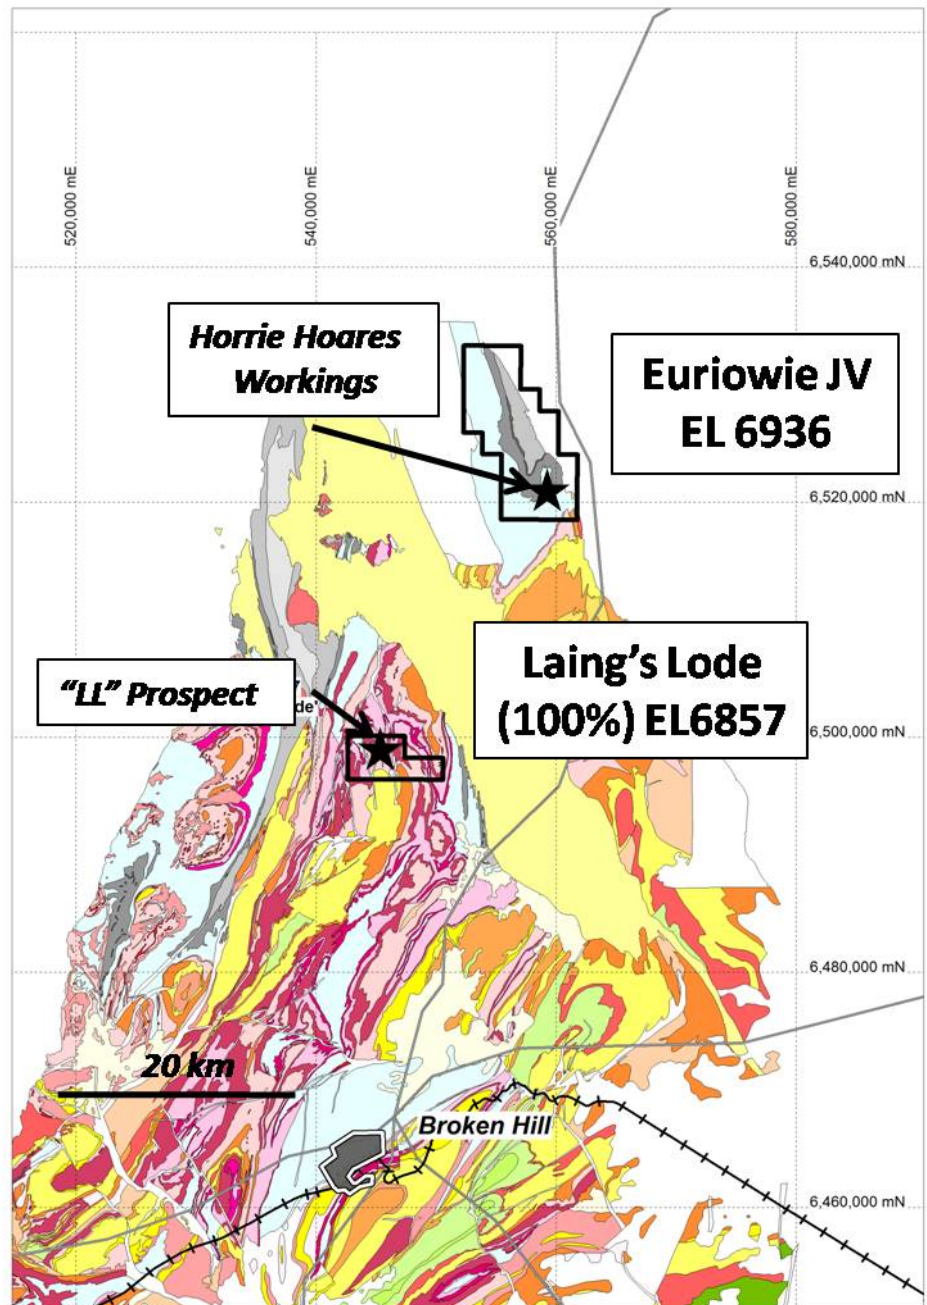 520,000 mE
540,000 mE
560,000 mE
580,000 mE
6,540,000 mN
Horrie Hoares
Workings
Euriowie JV
EL 6936
6,520,000 mN
"LL" Prospect
de'
Laing's Lode
(100%) EL6857
6,500,000 mN
6,480,000 mN
20 km
Broken Hill
6,460,000 mN